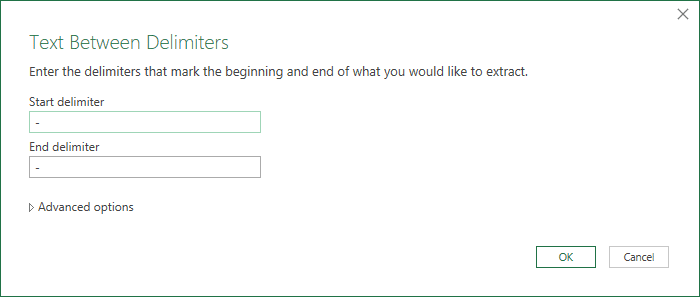 Text Between Delimiters
Enter the delimiters that mark the beginning and end of what you would like to extract.
Start delimiter
-
End delimiter
-
Advanced options
OK
Cancel